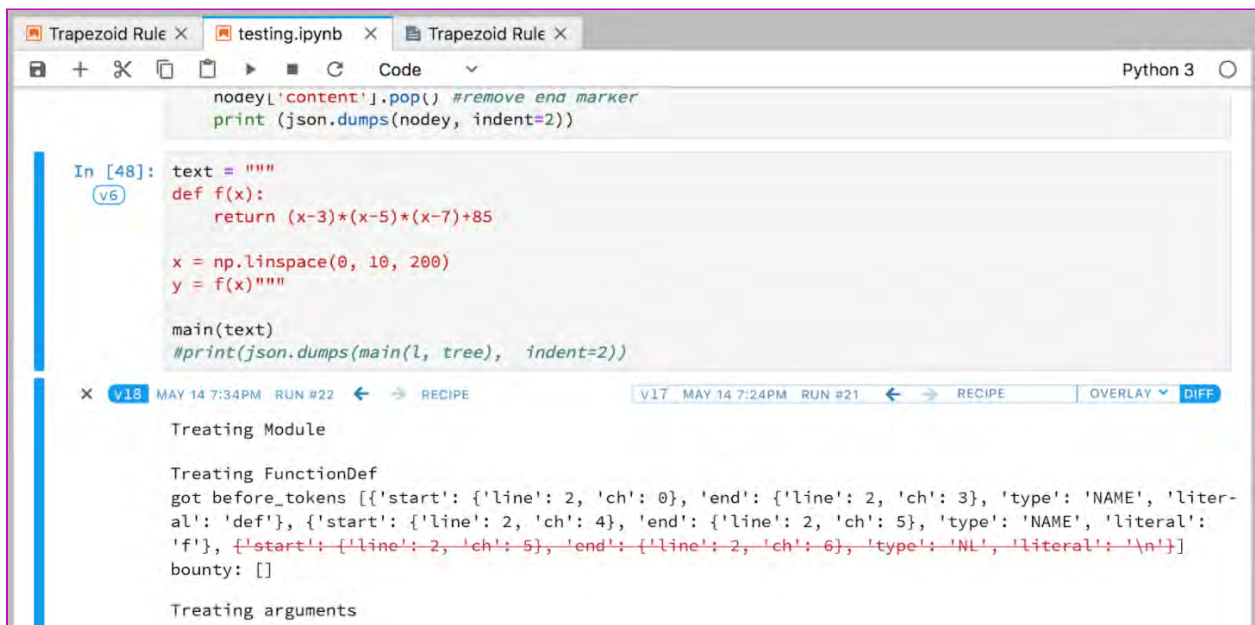 Trapezoid Rule × testing.ipynb × Trapezoid Rule ×
Code Python 3
nodey['content'].pop() #remove end marker
print (json.dumps(nodey, indent=2))
In [48]: text = """
v6 def f(x):
return (x-3)*(x-5)*(x-7)+85
x = np.linspace(0, 10, 200)
y = f(x)"""
main(text)
#print(json.dumps(main(l, tree),  indent=2))
× v18 MAY 14 7:34PM RUN #22 ← → RECIPE v17 MAY 14 7:24PM RUN #21 ← → RECIPE OVERLAY DIFF
Treating Module
Treating FunctionDef
got before_tokens [{'start': {'line': 2, 'ch': 0}, 'end': {'line': 2, 'ch': 3}, 'type': 'NAME', 'liter-
al': 'def'}, {'start': {'line': 2, 'ch': 4}, 'end': {'line': 2, 'ch': 5}, 'type': 'NAME', 'literal':
'f'}, {'start': {'line': 2, 'ch': 5}, 'end': {'line': 2, 'ch': 6}, 'type': 'NL', 'literal': '\n'}]
bounty: []
Treating arguments